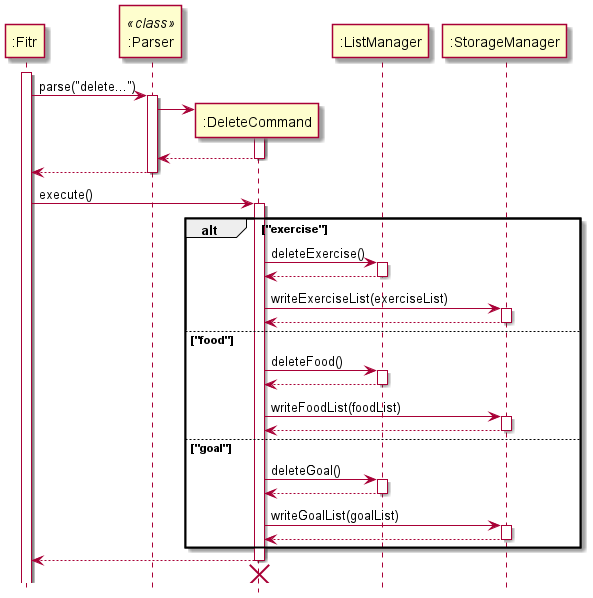 «class»
:Fitr
:Parser
:ListManager
:StorageManager
parse("delete...")
:DeleteCommand
execute()
alt
["exercise"]
deleteExercise()
writeExerciseList(exerciseList)
["food"]
deleteFood()
writeFoodList(foodList)
["goal"]
deleteGoal()
writeGoalList(goalList)